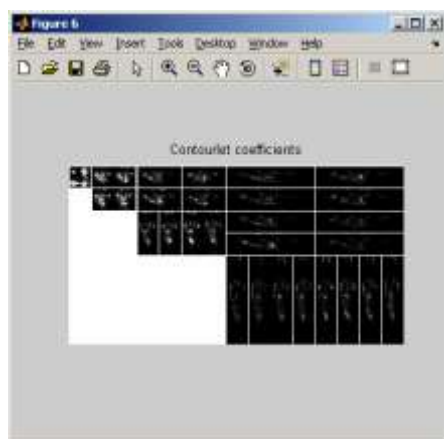 Figure 6
File Edit View Insert Tools Desktop Window Help
Contourlet coefficients